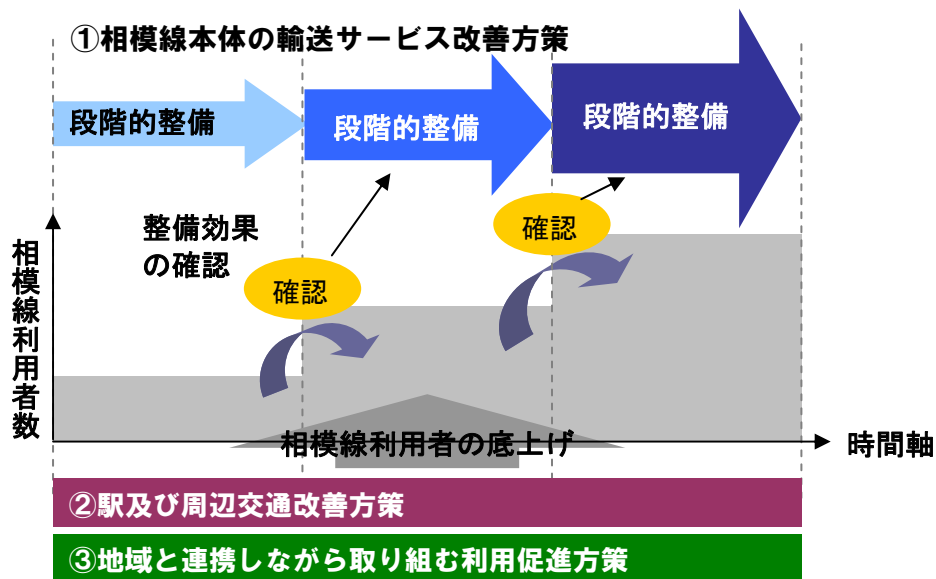 ①相模線本体の輸送サービス改善方策
段階的整備
段階的整備
段階的整備
整備効果
の確認
確認
確認
相模線利用者数
相模線利用者の底上げ
時間軸
②駅及び周辺交通改善方策
③地域と連携しながら取り組む利用促進方策